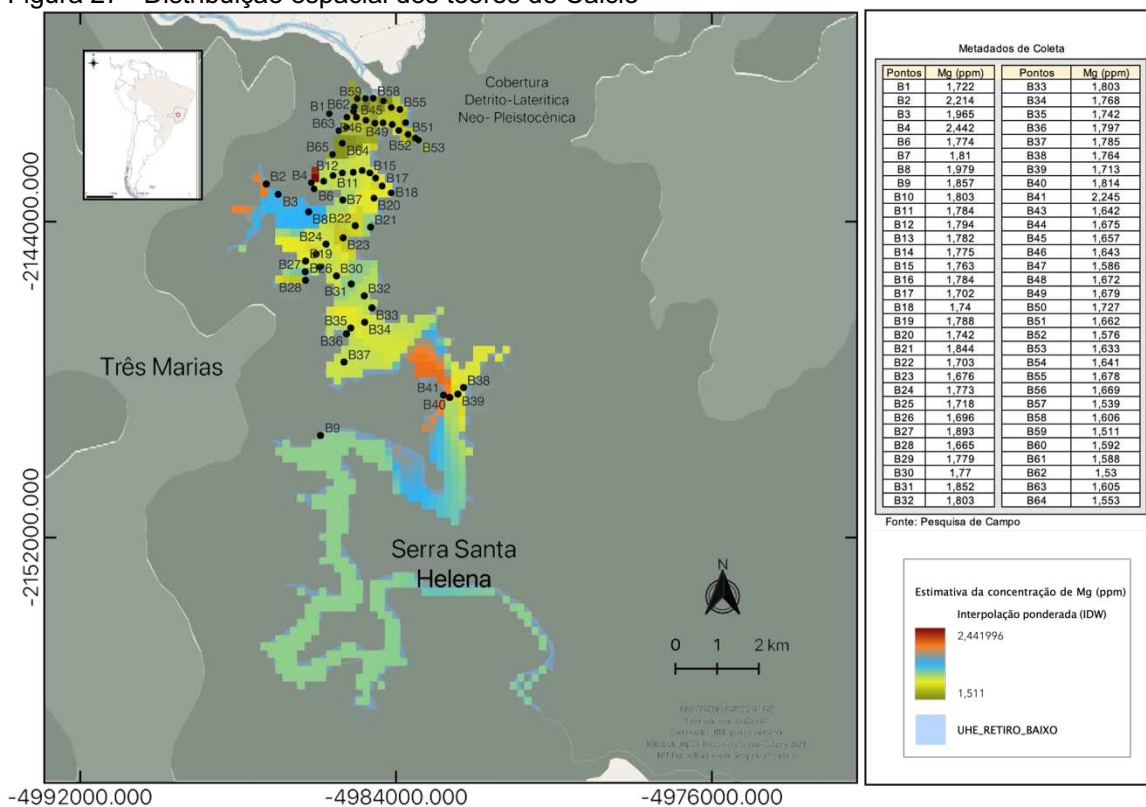 Figura 27 - Distribuição espacial dos teores de Cálcio
Cobertura
Detrito-Lateritica
Neo- Pleistocênica
B59
B58
B62
B1
B45
B55
B63
B46
B49
B51
B52
B53
B65
B64
B12
B15
B4
B11
B17
B2
B6
B18
B3
B7
B20
B8
B22
B21
B24
B23
B19
B27
B26
B30
B28
B31
B32
B33
B35
B34
B36
B37
Três Marias
B41
B38
B40
B39
B9
Serra Santa
Helena
N
0 1 2 km
-2144000.000
-2152000.000
-4992000.000
-4984000.000
-4976000.000
Metadados de Coleta
Pontos Mg (ppm) Pontos Mg (ppm)
B1 1,722 B33 1,803
B2 2,214 B34 1,768
B3 1,965 B35 1,742
B4 2,442 B36 1,797
B6 1,774 B37 1,785
B7 1,81 B38 1,764
B8 1,979 B39 1,713
B9 1,857 B40 1,814
B10 1,803 B41 2,245
B11 1,784 B43 1,642
B12 1,794 B44 1,675
B13 1,782 B45 1,657
B14 1,775 B46 1,643
B15 1,763 B47 1,586
B16 1,784 B48 1,672
B17 1,702 B49 1,679
B18 1,74 B50 1,727
B19 1,788 B51 1,662
B20 1,742 B52 1,576
B21 1,844 B53 1,633
B22 1,703 B54 1,641
B23 1,676 B55 1,678
B24 1,773 B56 1,669
B25 1,718 B57 1,539
B26 1,696 B58 1,606
B27 1,893 B59 1,511
B28 1,665 B60 1,592
B29 1,779 B61 1,588
B30 1,77 B62 1,53
B31 1,852 B63 1,605
B32 1,803 B64 1,553
Fonte: Pesquisa de Campo
Estimativa da concentração de Mg (ppm)
Interpolação ponderada (IDW)
2,441996
1,511
UHE_RETIRO_BAIXO